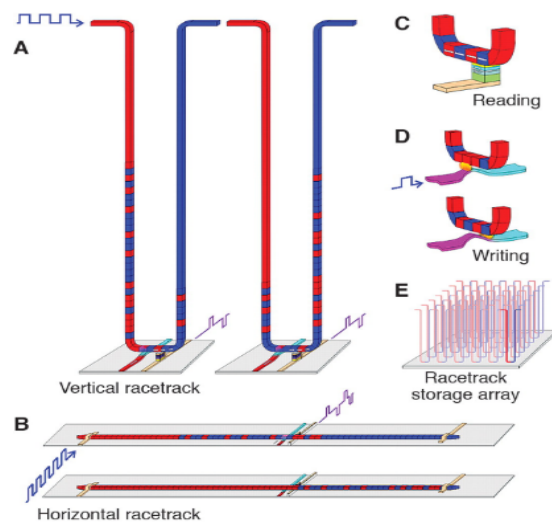 A
Vertical racetrack
B
Horizontal racetrack
C
Reading
D
Writing
E
Racetrack
storage array